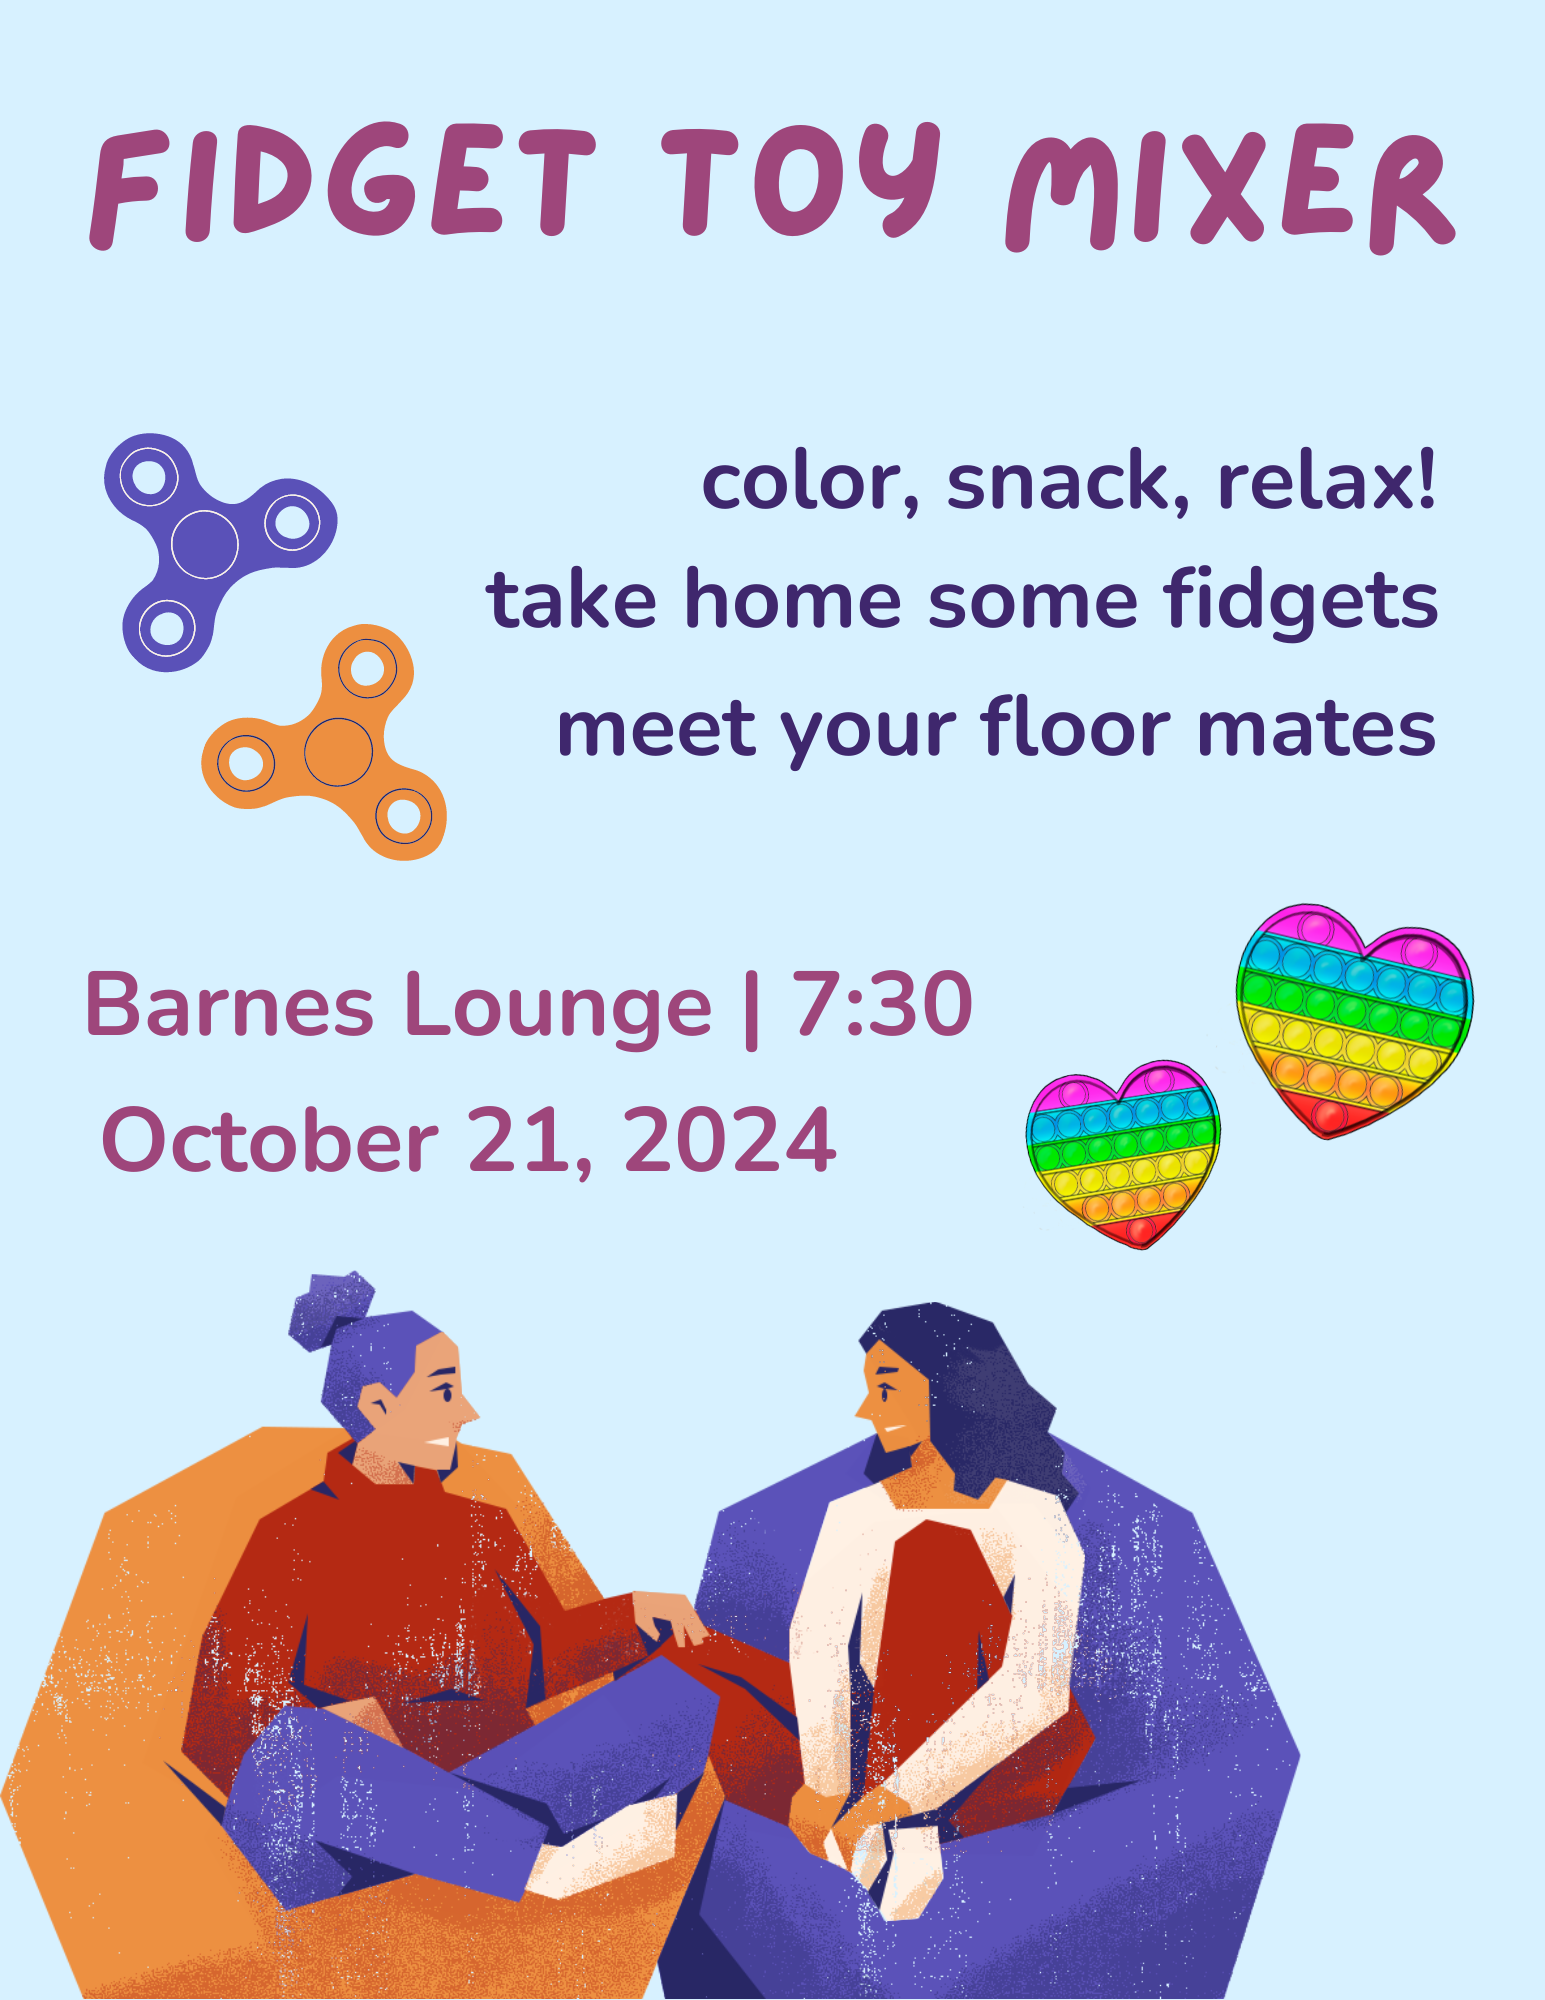 FIDGET TOY MIXER
color, snack, relax!
take home some fidgets
meet your floor mates
Barnes Lounge | 7:30
October 21, 2024